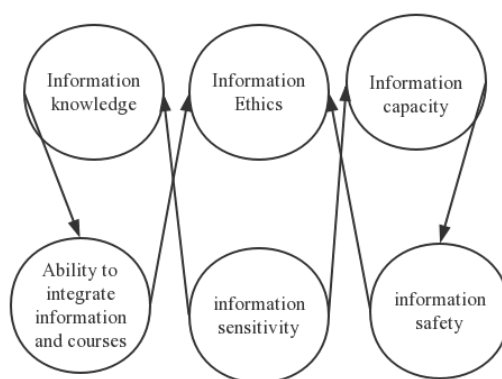 Information
knowledge
Information
Ethics
Information
capacity
Ability to
integrate
information
and courses
information
sensitivity
information
safety